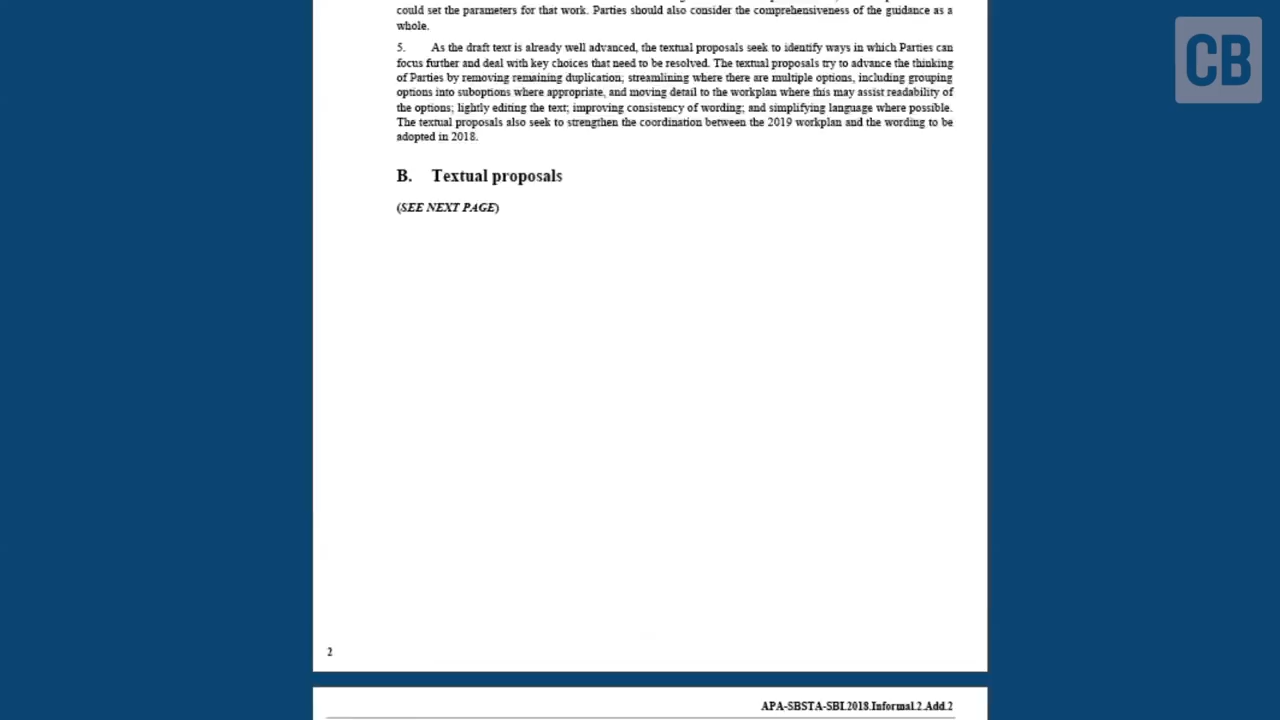 could set the parameters for that work. Parties should also consider the comprehensiveness of the guidance as a
whole.
5. As the draft text is already well advanced, the textual proposals seek to identify ways in which Parties can
focus further and deal with key choices that need to be resolved. The textual proposals try to advance the thinking
of Parties by removing remaining duplication; streamlining where there are multiple options, including grouping
options into suboptions where appropriate, and moving detail to the workplan where this may assist readability of
the options; lightly editing the text; improving consistency of wording; and simplifying language where possible.
The textual proposals also seek to strengthen the coordination between the 2019 workplan and the wording to be
adopted in 2018.
B. Textual proposals
(SEE NEXT PAGE)
2
APA-SBSTA-SBI.2018.Informal.2.Add.2
CB